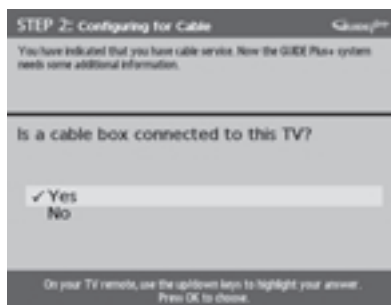 STEP 2: Configuring for Cable
You have indicated that you have cable service. Now the GUIDE Plus+ system
needs some additional information.
Is a cable box connected to this TV?
✓ Yes
No
On your TV remote, use the up/down keys to highlight your answer.
Press OK to choose.